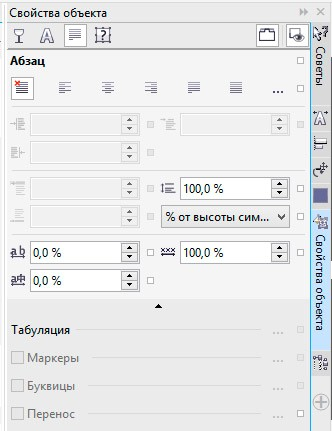 Свойства объекта
Абзац
100,0 %
% от высоты сим...
ab 0,0 %
100,0 %
0,0 %
Табуляция
Маркеры
Буквицы
Перенос
Советы
Свойства объекта